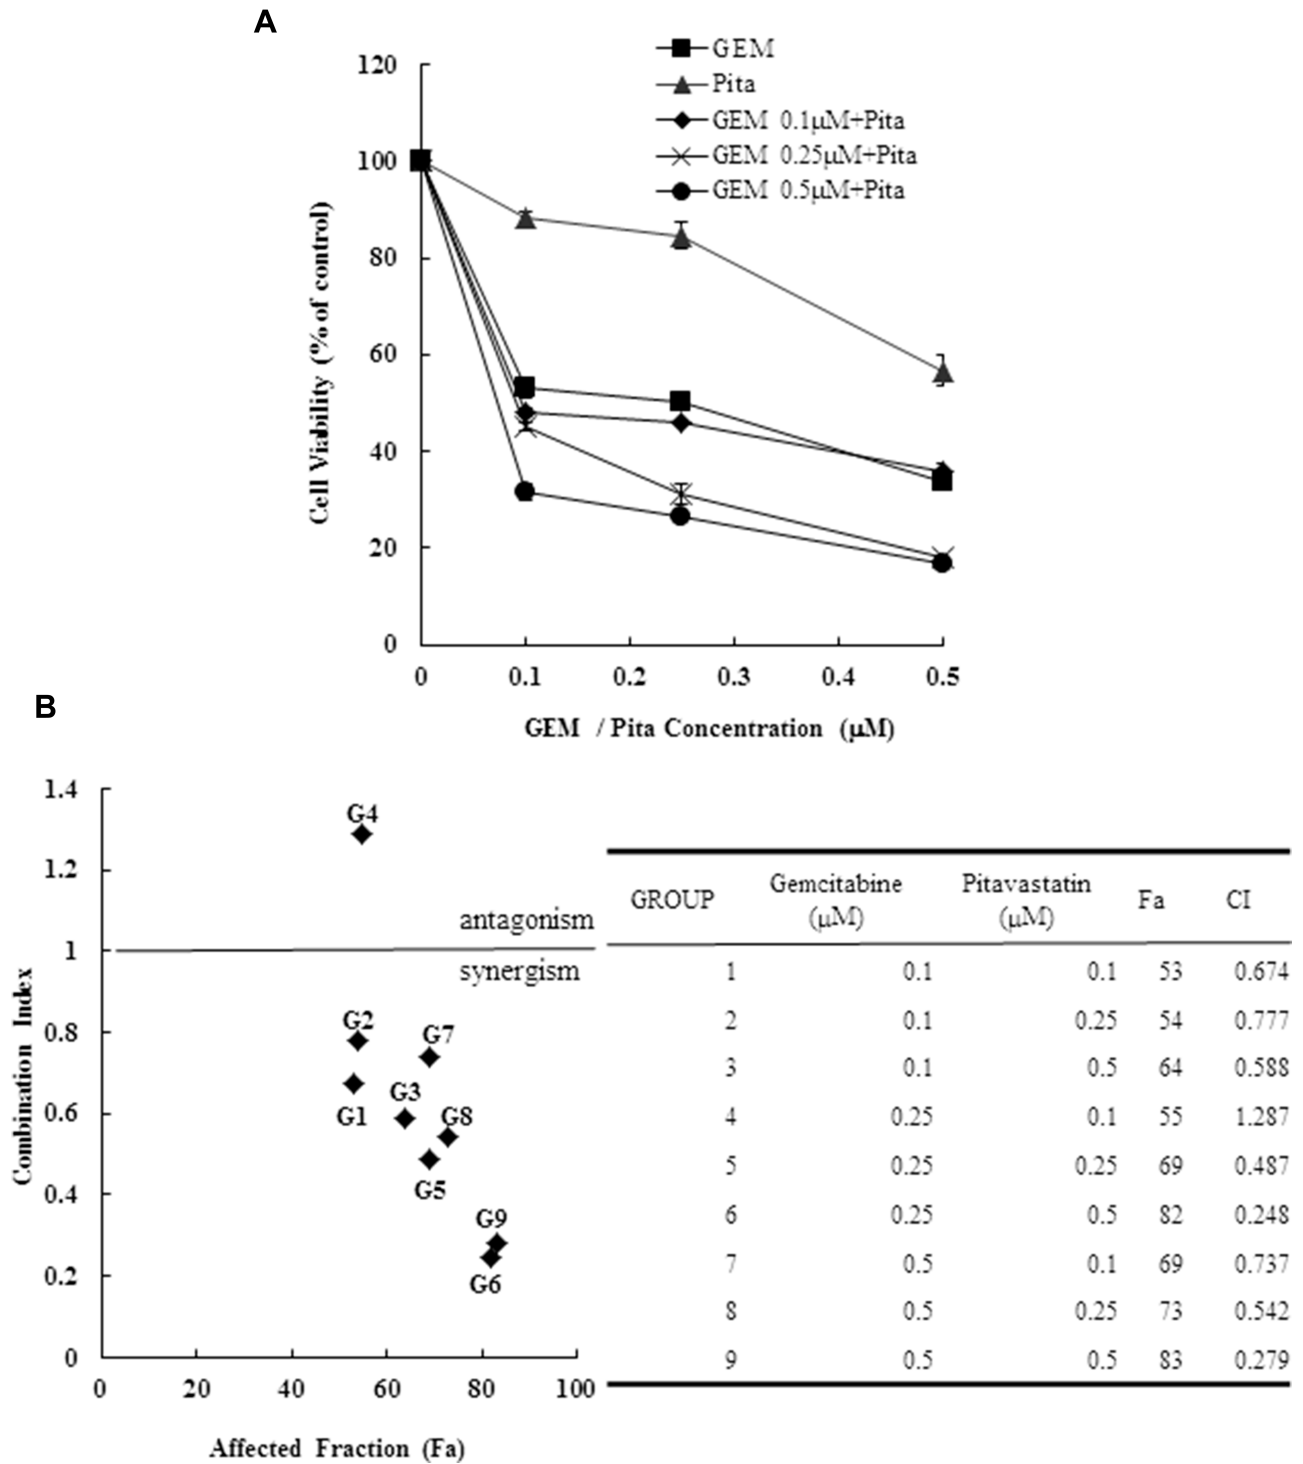 A
GEM
Pita
GEM 0.1μM+Pita
GEM 0.25μM+Pita
GEM 0.5μM+Pita
120
100
80
60
40
20
0
Cell Viability (% of control)
0 0.1 0.2 0.3 0.4 0.5
GEM / Pita Concentration (μM)
B
1.4
1.2
1
0.8
0.6
0.4
0.2
0
Combination Index
G4
antagonism
synergism
G2
G7
G3
G1
G8
G5
G9
G6
0 20 40 60 80 100
Affected Fraction (Fa)
GROUP Gemcitabine (μM) Pitavastatin (μM) Fa CI
1 0.1 0.1 53 0.674
2 0.1 0.25 54 0.777
3 0.1 0.5 64 0.588
4 0.25 0.1 55 1.287
5 0.25 0.25 69 0.487
6 0.25 0.5 82 0.248
7 0.5 0.1 69 0.737
8 0.5 0.25 73 0.542
9 0.5 0.5 83 0.279